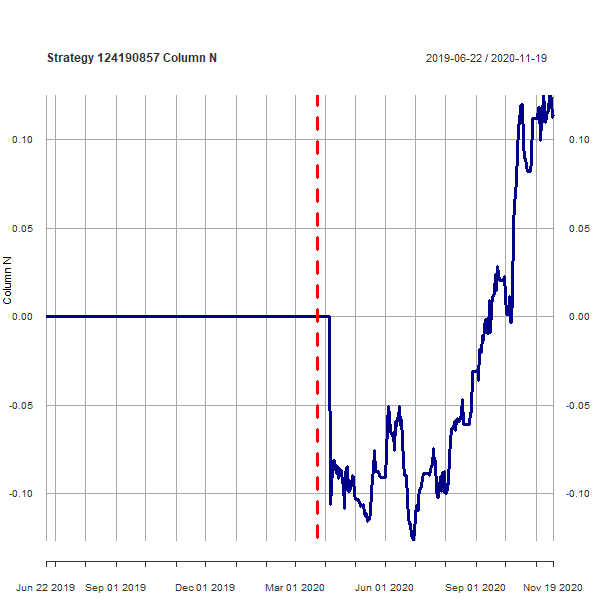 Strategy 124190857 Column N
2019-06-22 / 2020-11-19
0.10 0.10
0.05 0.05
Column N
0.00 0.00
-0.05 -0.05
-0.10 -0.10
Jun 22 2019 Sep 01 2019 Dec 01 2019 Mar 01 2020 Jun 01 2020 Sep 01 2020 Nov 19 2020